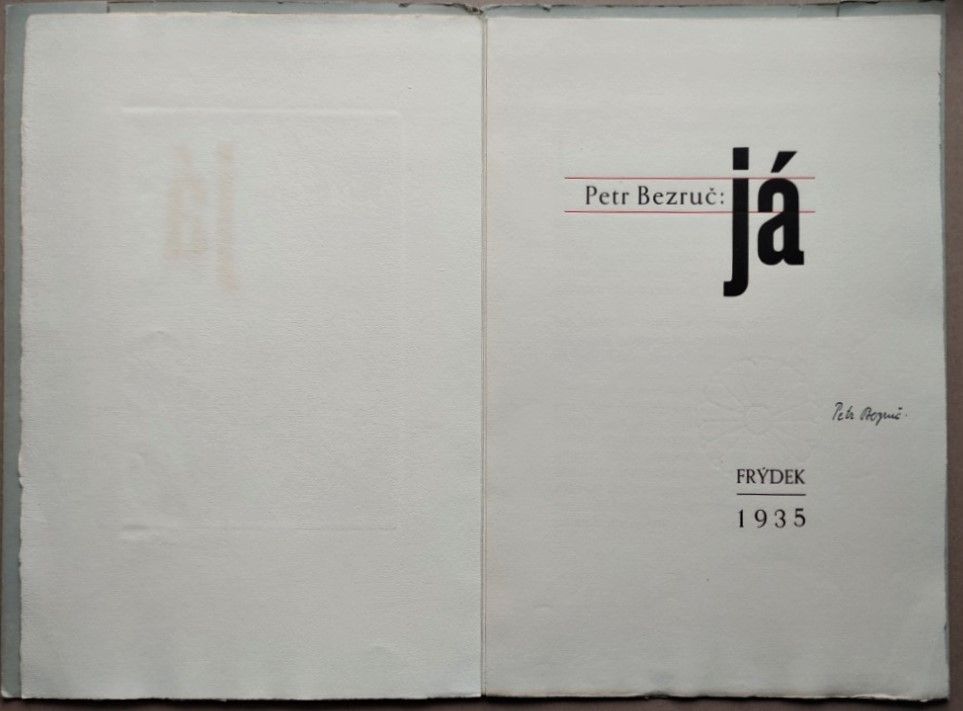 Petr Bezruč: já
Petr Bezruč.
FRÝDEK
1935